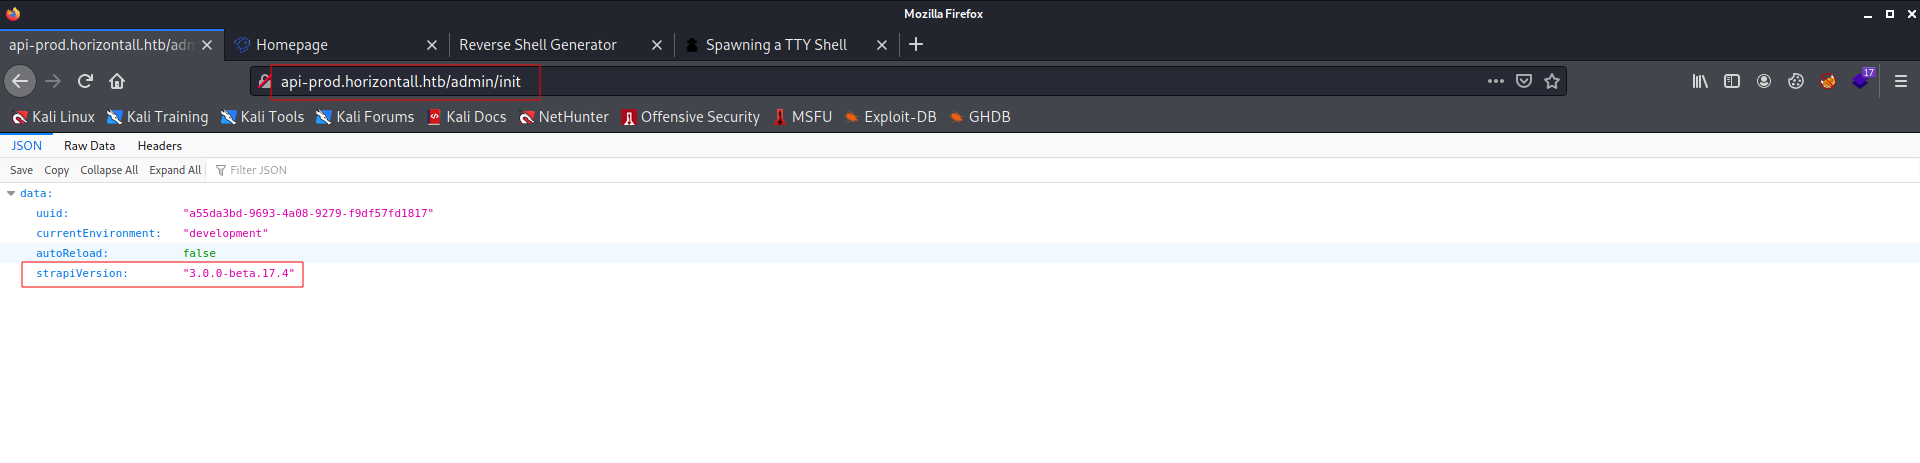 Mozilla Firefox
api-prod.horizontall.htb/adm Homepage Reverse Shell Generator Spawning a TTY Shell
api-prod.horizontall.htb/admin/init 17
Kali Linux Kali Training Kali Tools Kali Forums Kali Docs NetHunter Offensive Security MSFU Exploit-DB GHDB
JSON Raw Data Headers
Save Copy Collapse All Expand All Filter JSON
data:
uuid: "a55da3bd-9693-4a08-9279-f9df57fd1817"
currentEnvironment: "development"
autoReload: false
strapiVersion: "3.0.0-beta.17.4"